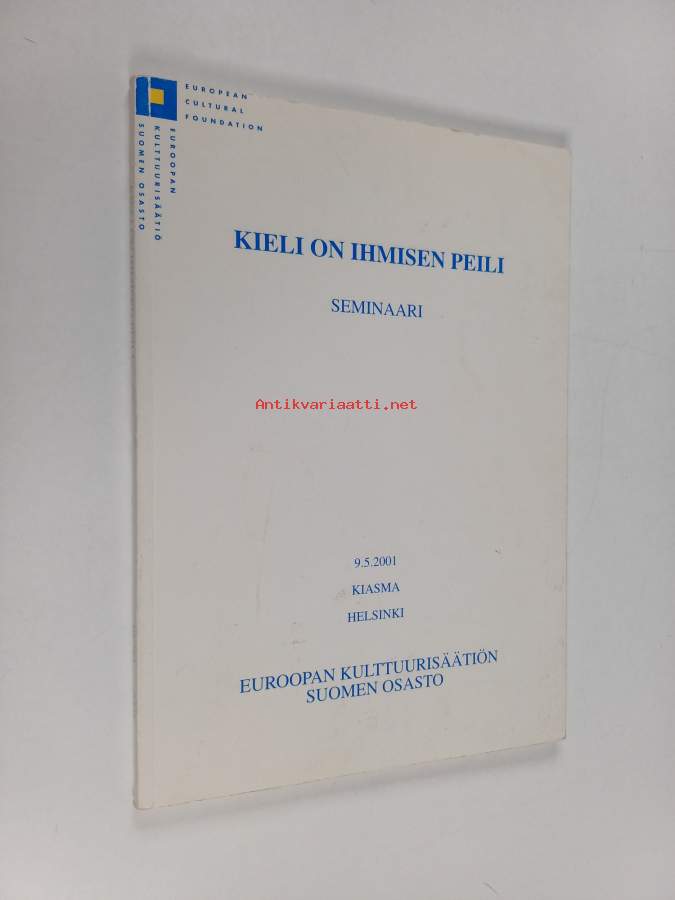 EUROPEAN
CULTURAL
FOUNDATION
EUROOPAN
KULTTUURISÄÄTIÖ
SUOMEN OSASTO
KIELI ON IHMISEN PEILI
SEMINAARI
Antikvariaatti.net
9.5.2001
KIASMA
HELSINKI
EUROOPAN KULTTUURISÄÄTIÖN
SUOMEN OSASTO